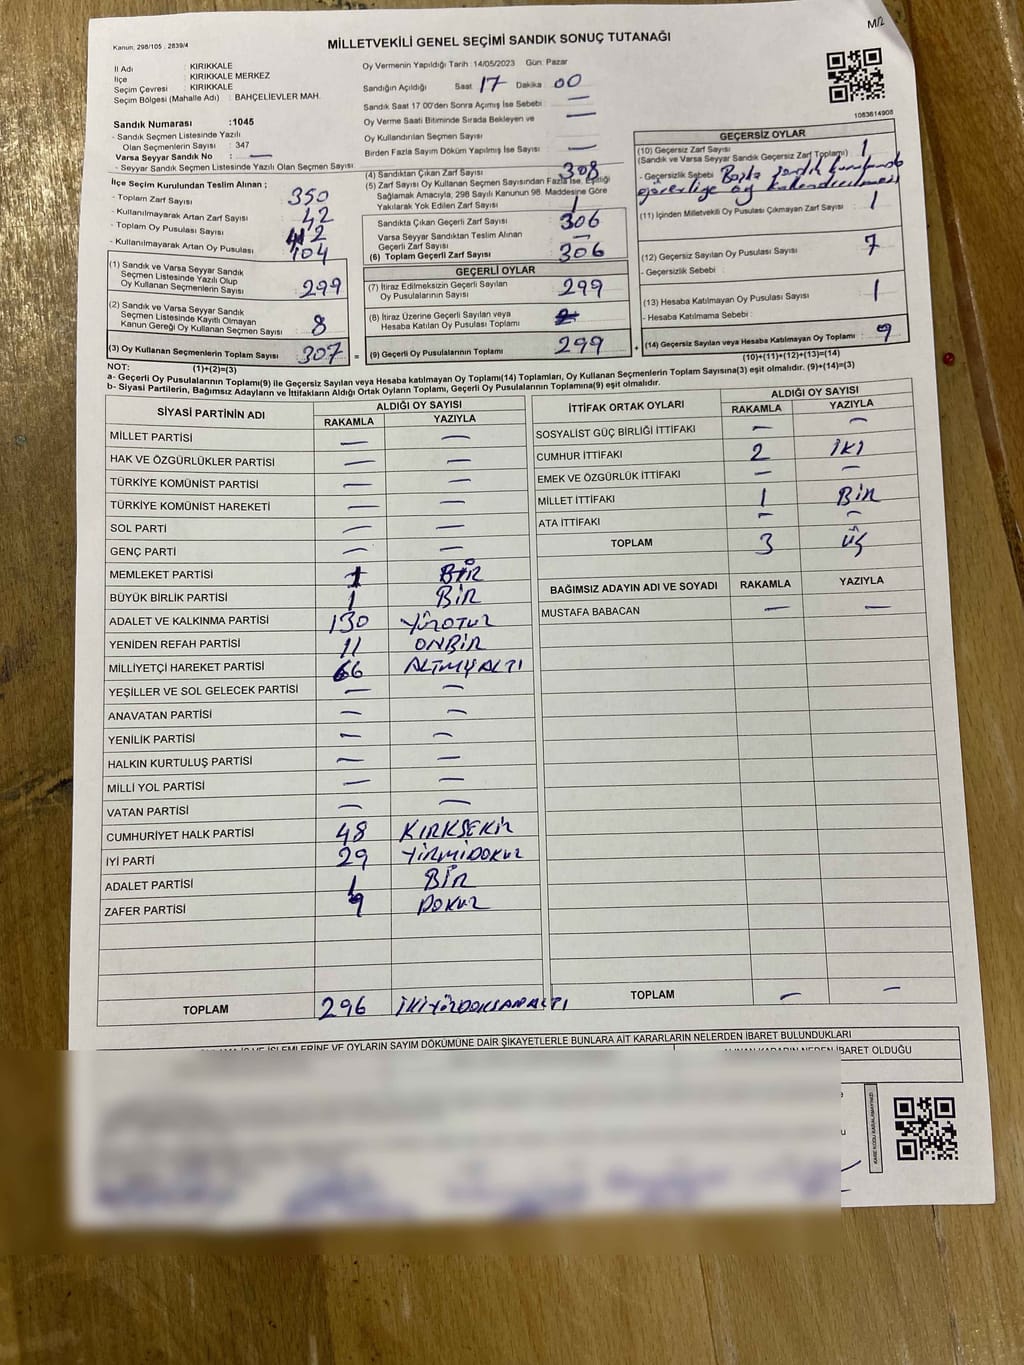 M/2
Kanun, 298/105 , 2839/4
MİLLETVEKİLİ GENEL SEÇİMİ SANDIK SONUÇ TUTANAĞI
İl Adı : KIRIKKALE
İlçe : KIRIKKALE MERKEZ
Seçim Çevresi : KIRIKKALE
Seçim Bölgesi (Mahalle Adı) : BAHÇELİEVLER MAH.
Sandık Numarası :1045
- Sandık Seçmen Listesinde Yazılı
Olan Seçmenlerin Sayısı : 347
Varsa Seyyar Sandık No : —
- Seyyar Sandık Seçmen Listesinde Yazılı Olan Seçmen Sayısı
İlçe Seçim Kurulundan Teslim Alınan ;
- Toplam Zarf Sayısı 350
- Kullanılmayarak Artan Zarf Sayısı 42
- Toplam Oy Pusulası Sayısı 412
- Kullanılmayarak Artan Oy Pusulası 104
(1) Sandık ve Varsa Seyyar Sandık
Seçmen Listesinde Yazılı Olup
Oy Kullanan Seçmenlerin Sayısı 299
(2) Sandık ve Varsa Seyyar Sandık
Seçmen Listesinde Kayıtlı Olmayan
Kanun Gereği Oy Kullanan Seçmen Sayısı 8
(3) Oy Kullanan Seçmenlerin Toplam Sayısı 307
(1)+(2)=(3)
Oy Vermenin Yapıldığı Tarih : 14/05/2023 Gün: Pazar
Sandığın Açıldığı Saat 17 Dakika 00
Sandık Saat 17 00'den Sonra Açımış İse Sebebi : —
Oy Verme Saati Bitiminde Sırada Bekleyen ve —
Oy Kullandırılan Seçmen Sayısı
Birden Fazla Sayım Döküm Yapılmış İse Sayısı : —
(4) Sandıktan Çıkan Zarf Sayısı 308
(5) Zarf Sayısı Oy Kullanan Seçmen Sayısından Fazla İse, Eşitliği
Sağlamak Amacıyla, 298 Sayılı Kanunun 98. Maddesine Göre
Yakılarak Yok Edilen Zarf Sayısı 1
Sandıkta Çıkan Geçerli Zarf Sayısı 306
Varsa Seyyar Sandıktan Teslim Alınan
Geçerli Zarf Sayısı —
(6) Toplam Geçerli Zarf Sayısı 306
GEÇERLİ OYLAR
(7) İtiraz Edilmeksizin Geçerli Sayılan
Oy Pusulalarının Sayısı 299
(8) İtiraz Üzerine Geçerli Sayılan veya
Hesaba Katılan Oy Pusulası Toplamı
= (9) Geçerli Oy Pusulalarının Toplamı 299 +
1063614908
GEÇERSİZ OYLAR
(10) Geçersiz Zarf Sayısı 1
(Sandık ve Varsa Seyyar Sandık Geçersiz Zarf Toplamı)
- Geçersizlik Sebebi : Başka sandık kurulunda
görevliye oy kullandırılması
(11) İçinden Milletvekili Oy Pusulası Çıkmayan Zarf Sayısı 1
(12) Geçersiz Sayılan Oy Pusulası Sayısı 7
- Geçersizlik Sebebi :
(13) Hesaba Katılmayan Oy Pusulası Sayısı 1
- Hesaba Katılmama Sebebi :
(14) Geçersiz Sayılan veya Hesaba Katılmayan Oy Toplamı : 9
(10)+(11)+(12)+(13)=(14)
NOT:
a- Geçerli Oy Pusulalarının Toplamı(9) ile Geçersiz Sayılan veya Hesaba katılmayan Oy Toplamı(14) Toplamları, Oy Kullanan Seçmenlerin Toplam Sayısına(3) eşit olmalıdır. (9)+(14)=(3)
b- Siyasi Partilerin, Bağımsız Adayların ve İttifakların Aldığı Ortak Oyların Toplamı, Geçerli Oy Pusulalarının Toplamına(9) eşit olmalıdır.
SİYASİ PARTİNİN ADI ALDIĞI OY SAYISI
RAKAMLA YAZIYLA
MİLLET PARTİSİ — —
HAK VE ÖZGÜRLÜKLER PARTİSİ — —
TÜRKİYE KOMÜNİST PARTİSİ — —
TÜRKİYE KOMÜNİST HAREKETİ — —
SOL PARTİ — —
GENÇ PARTİ — —
MEMLEKET PARTİSİ 1 BİR
BÜYÜK BİRLİK PARTİSİ 1 BİR
ADALET VE KALKINMA PARTİSİ 130 YÜZOTUZ
YENİDEN REFAH PARTİSİ 11 ONBİR
MİLLİYETÇİ HAREKET PARTİSİ 66 ALTMIŞALTI
YEŞİLLER VE SOL GELECEK PARTİSİ — —
ANAVATAN PARTİSİ — —
YENİLİK PARTİSİ — —
HALKIN KURTULUŞ PARTİSİ — —
MİLLİ YOL PARTİSİ — —
VATAN PARTİSİ — —
CUMHURİYET HALK PARTİSİ 48 KIRKSEKİZ
İYİ PARTİ 29 YİRMİDOKUZ
ADALET PARTİSİ 1 BİR
ZAFER PARTİSİ 9 DOKUZ
TOPLAM 296 İKİYÜZDOKSANALTI
İTTİFAK ORTAK OYLARI ALDIĞI OY SAYISI
RAKAMLA YAZIYLA
SOSYALİST GÜÇ BİRLİĞİ İTTİFAKI — —
CUMHUR İTTİFAKI 2 İKİ
EMEK VE ÖZGÜRLÜK İTTİFAKI — —
MİLLET İTTİFAKI 1 BİR
ATA İTTİFAKI — —
TOPLAM 3 ÜÇ
BAĞIMSIZ ADAYIN ADI VE SOYADI RAKAMLA YAZIYLA
MUSTAFA BABACAN — —
TOPLAM — —
İŞLEMLERİNE VE OYLARIN SAYIM DÖKÜMÜNE DAİR ŞİKAYETLERLE BUNLARA AİT KARARLARIN NELERDEN İBARET BULUNDUKLARI
ALINAN KARARIN NEDEN İBARET OLDUĞU
KARE KODU KARALAMAYINIZ